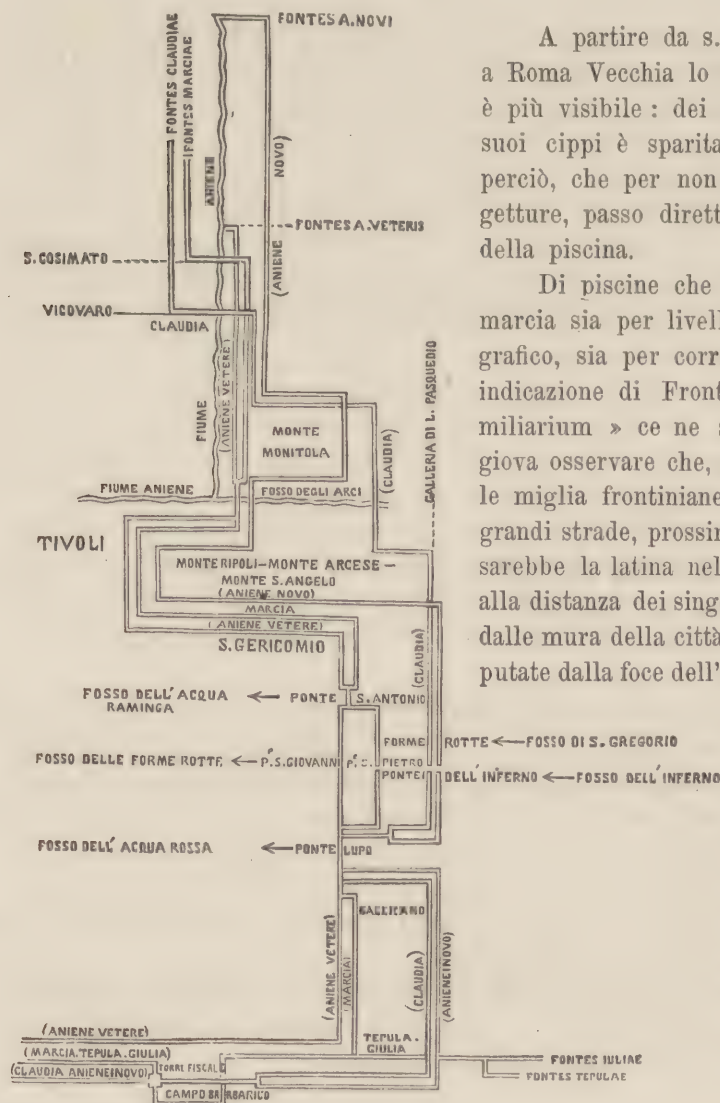 FONTES A. NOVI
FONTES CLAUDIAE
FONTES MARCIAE
ANIENE
NOVO)
(ANIENE
FONTES A. VETERIS
S. COSIMATO
VICOVARO
CLAUDIA
(ANIENE VETERE)
FIUME
MONTE
MONITOLA
(CLAUDIA)
GALLERIA DI L. PASQUEDIO
FIUME ANIENE
FOSSO DEGLI ARCI
TIVOLI
MONTE RIPOLI-MONTE ARCESE-
MONTE S. ANGELO
(ANIENE NOVO)
MARCIA
(ANIENE VETERE)
S. GERICOMIO
(CLAUDIA)
FOSSO DELL'ACQUA
RAMINGA
PONTE S. ANTONIO
FORME ROTTE FOSSO DI S. GREGORIO
FOSSO DELLE FORME ROTTE P.S. GIOVANNI P. S. PIETRO
PONTEI DELL'INFERNO FOSSO DELL'INFERNO
FOSSO DELL'ACQUA ROSSA PONTE LUPO
GALLICANO
(ANIENE VETERE)
(MARCIA)
(CLAUDIA)
(ANIENE NOVO)
TEPULA.
GIULIA
(ANIENE VETERE)
(MARCIA.TEPULA.GIULIA)
(CLAUDIA ANIENE NOVO)
TORRE FISCALE
CAMPO BARBARICO
FONTES IULIAE
FONTES TEPULAE
A partire da s.
a Roma Vecchia lo
è più visibile : dei
suoi cippi è sparita
perciò, che per non
getture, passo dirett
della piscina.
Di piscine che
marcia sia per livell
grafico, sia per corr
indicazione di Front
miliarium » ce ne
giova osservare che,
le miglia frontiniane
grandi strade, prossim
sarebbe la latina nel
alla distanza dei sing
dalle mura della città
putate dalla foce dell'